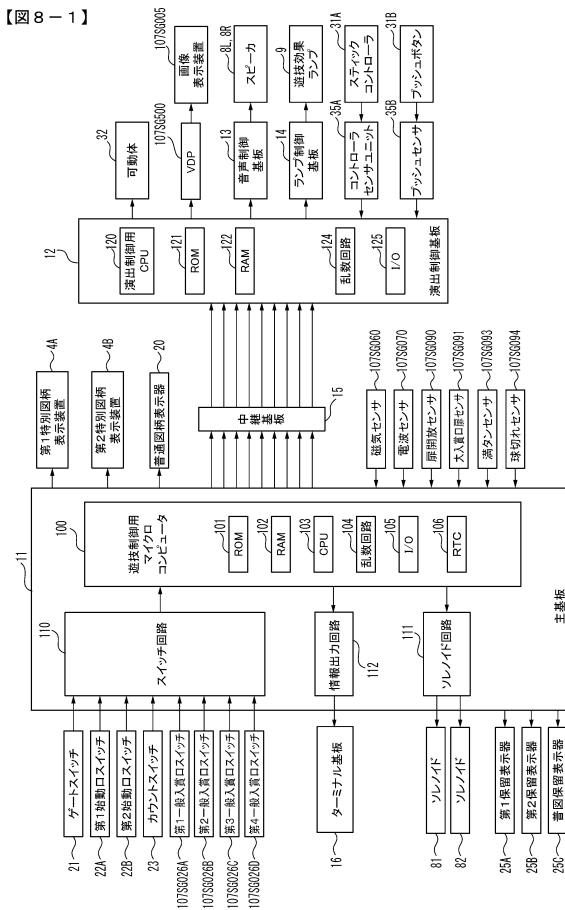 【図8-1】
107SG005
画像
表示装置
8L, 8R
スピーカ
9
遊技効果
ランプ
31A
スティック
コントローラ
31B
プッシュボタン
32
可動体
107SG500
VDP
13
音声制御
基板
14
ランプ制御
基板
35A
コントローラ
センサユニット
35B
プッシュセンサ
12
120
演出制御用
CPU
121
ROM
122
RAM
124
乱数回路
125
I/O
演出制御基板
4A
第1特別図柄
表示装置
4B
第2特別図柄
表示装置
20
普通図柄表示器
中継基板
15
107SG060
磁気センサ
107SG070
電波センサ
107SG090
扉開放センサ
107SG091
大入賞口扉センサ
107SG093
満タンセンサ
107SG094
球切れセンサ
11
100
遊技制御用
マイクロ
コンピュータ
101
ROM
102
RAM
103
CPU
104
乱数回路
105
I/O
106
RTC
110
スイッチ回路
情報出力回路
112
111
ソレノイド回路
主基板
ゲートスイッチ
21
第1始動口スイッチ
22A
第2始動口スイッチ
22B
カウントスイッチ
23
第1一般入賞口スイッチ
107SG026A
第2一般入賞口スイッチ
107SG026B
第3一般入賞口スイッチ
107SG026C
第4一般入賞口スイッチ
107SG026D
ターミナル基板
16
ソレノイド
81
ソレノイド
82
第1保留表示器
25A
第2保留表示器
25B
普図保留表示器
25C